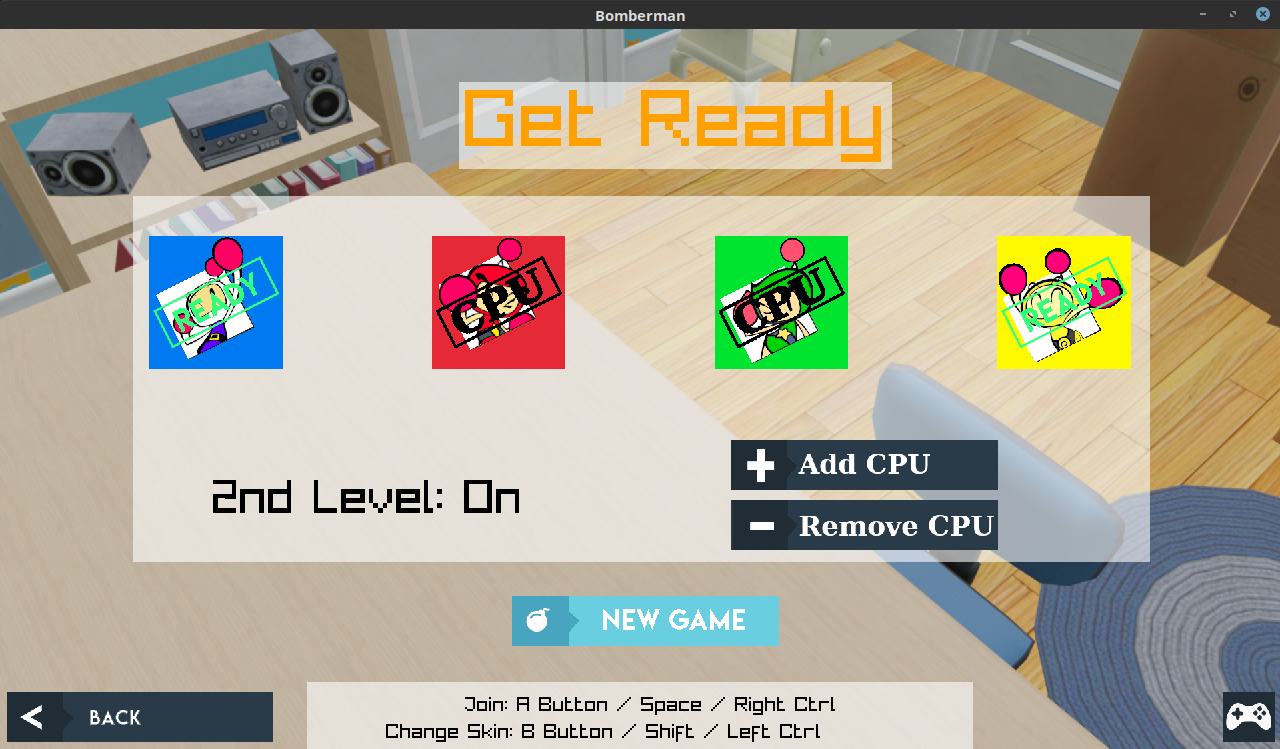 Bomberman
Get Ready
READY
CPU
CPU
READY
Add CPU
2nd Level: On
Remove CPU
NEW GAME
Join: A Button / Space / Right Ctrl
BACK
Change Skin: B Button / Shift / Left Ctrl